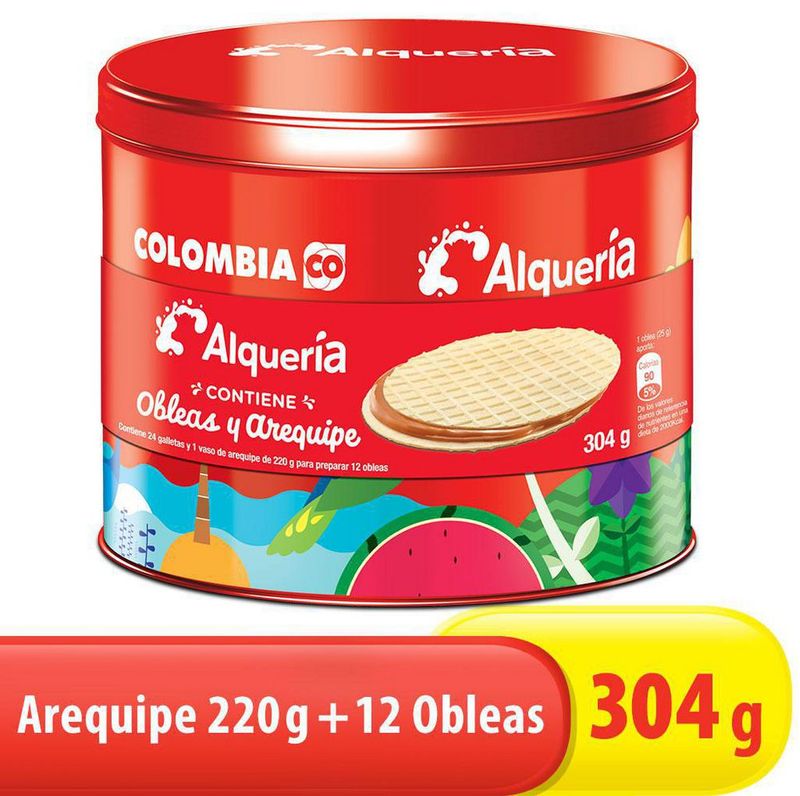 Alquería
COLOMBIA CO
Alquería
Alquería
CONTIENE
Obleas y Arequipe
Contiene 24 galletas y 1 vaso de arequipe de 220 g para preparar 12 obleas
304 g
1 oblea (25 g)
aporta:
Calorías
90
5%
De los valores
diarios de referencia
de nutrientes en una
dieta de 2000Kcal.
Arequipe 220 g + 12 Obleas
304 g